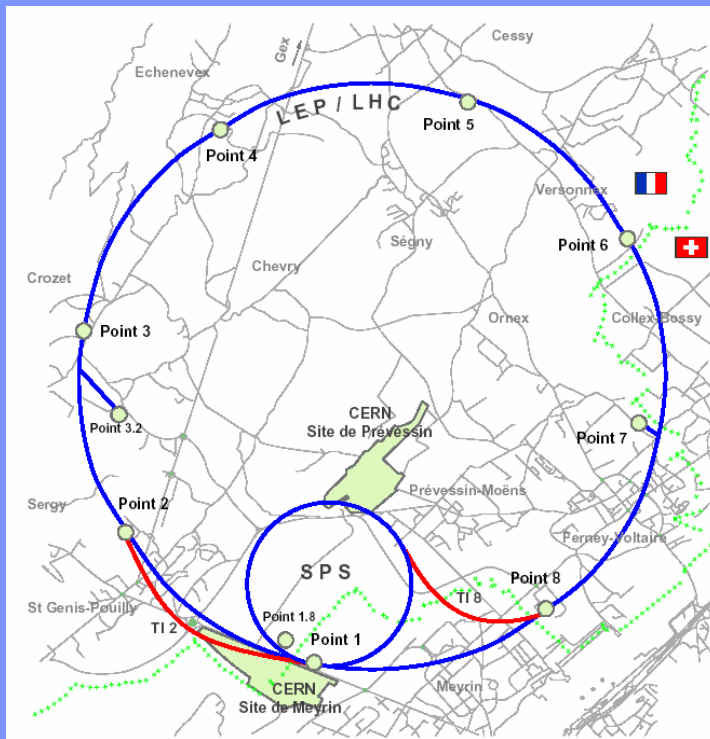 Cessy
Gex
Echenevex
LEP / LHC
Point 5
Point 4
Versonnex
Point 6
Ségny
Chevry
Crozet
Ornex
Collex-Bossy
Point 3
CERN
Site de Prévessin
Point 3.2
Point 7
Prévessin-Moëns
Sergy
Point 2
Ferney-Voltaire
SPS
Point 8
TI 8
St Genis-Pouilly
Point 1.8
TI 2
Point 1
CERN
Site de Meyrin
Meyrin